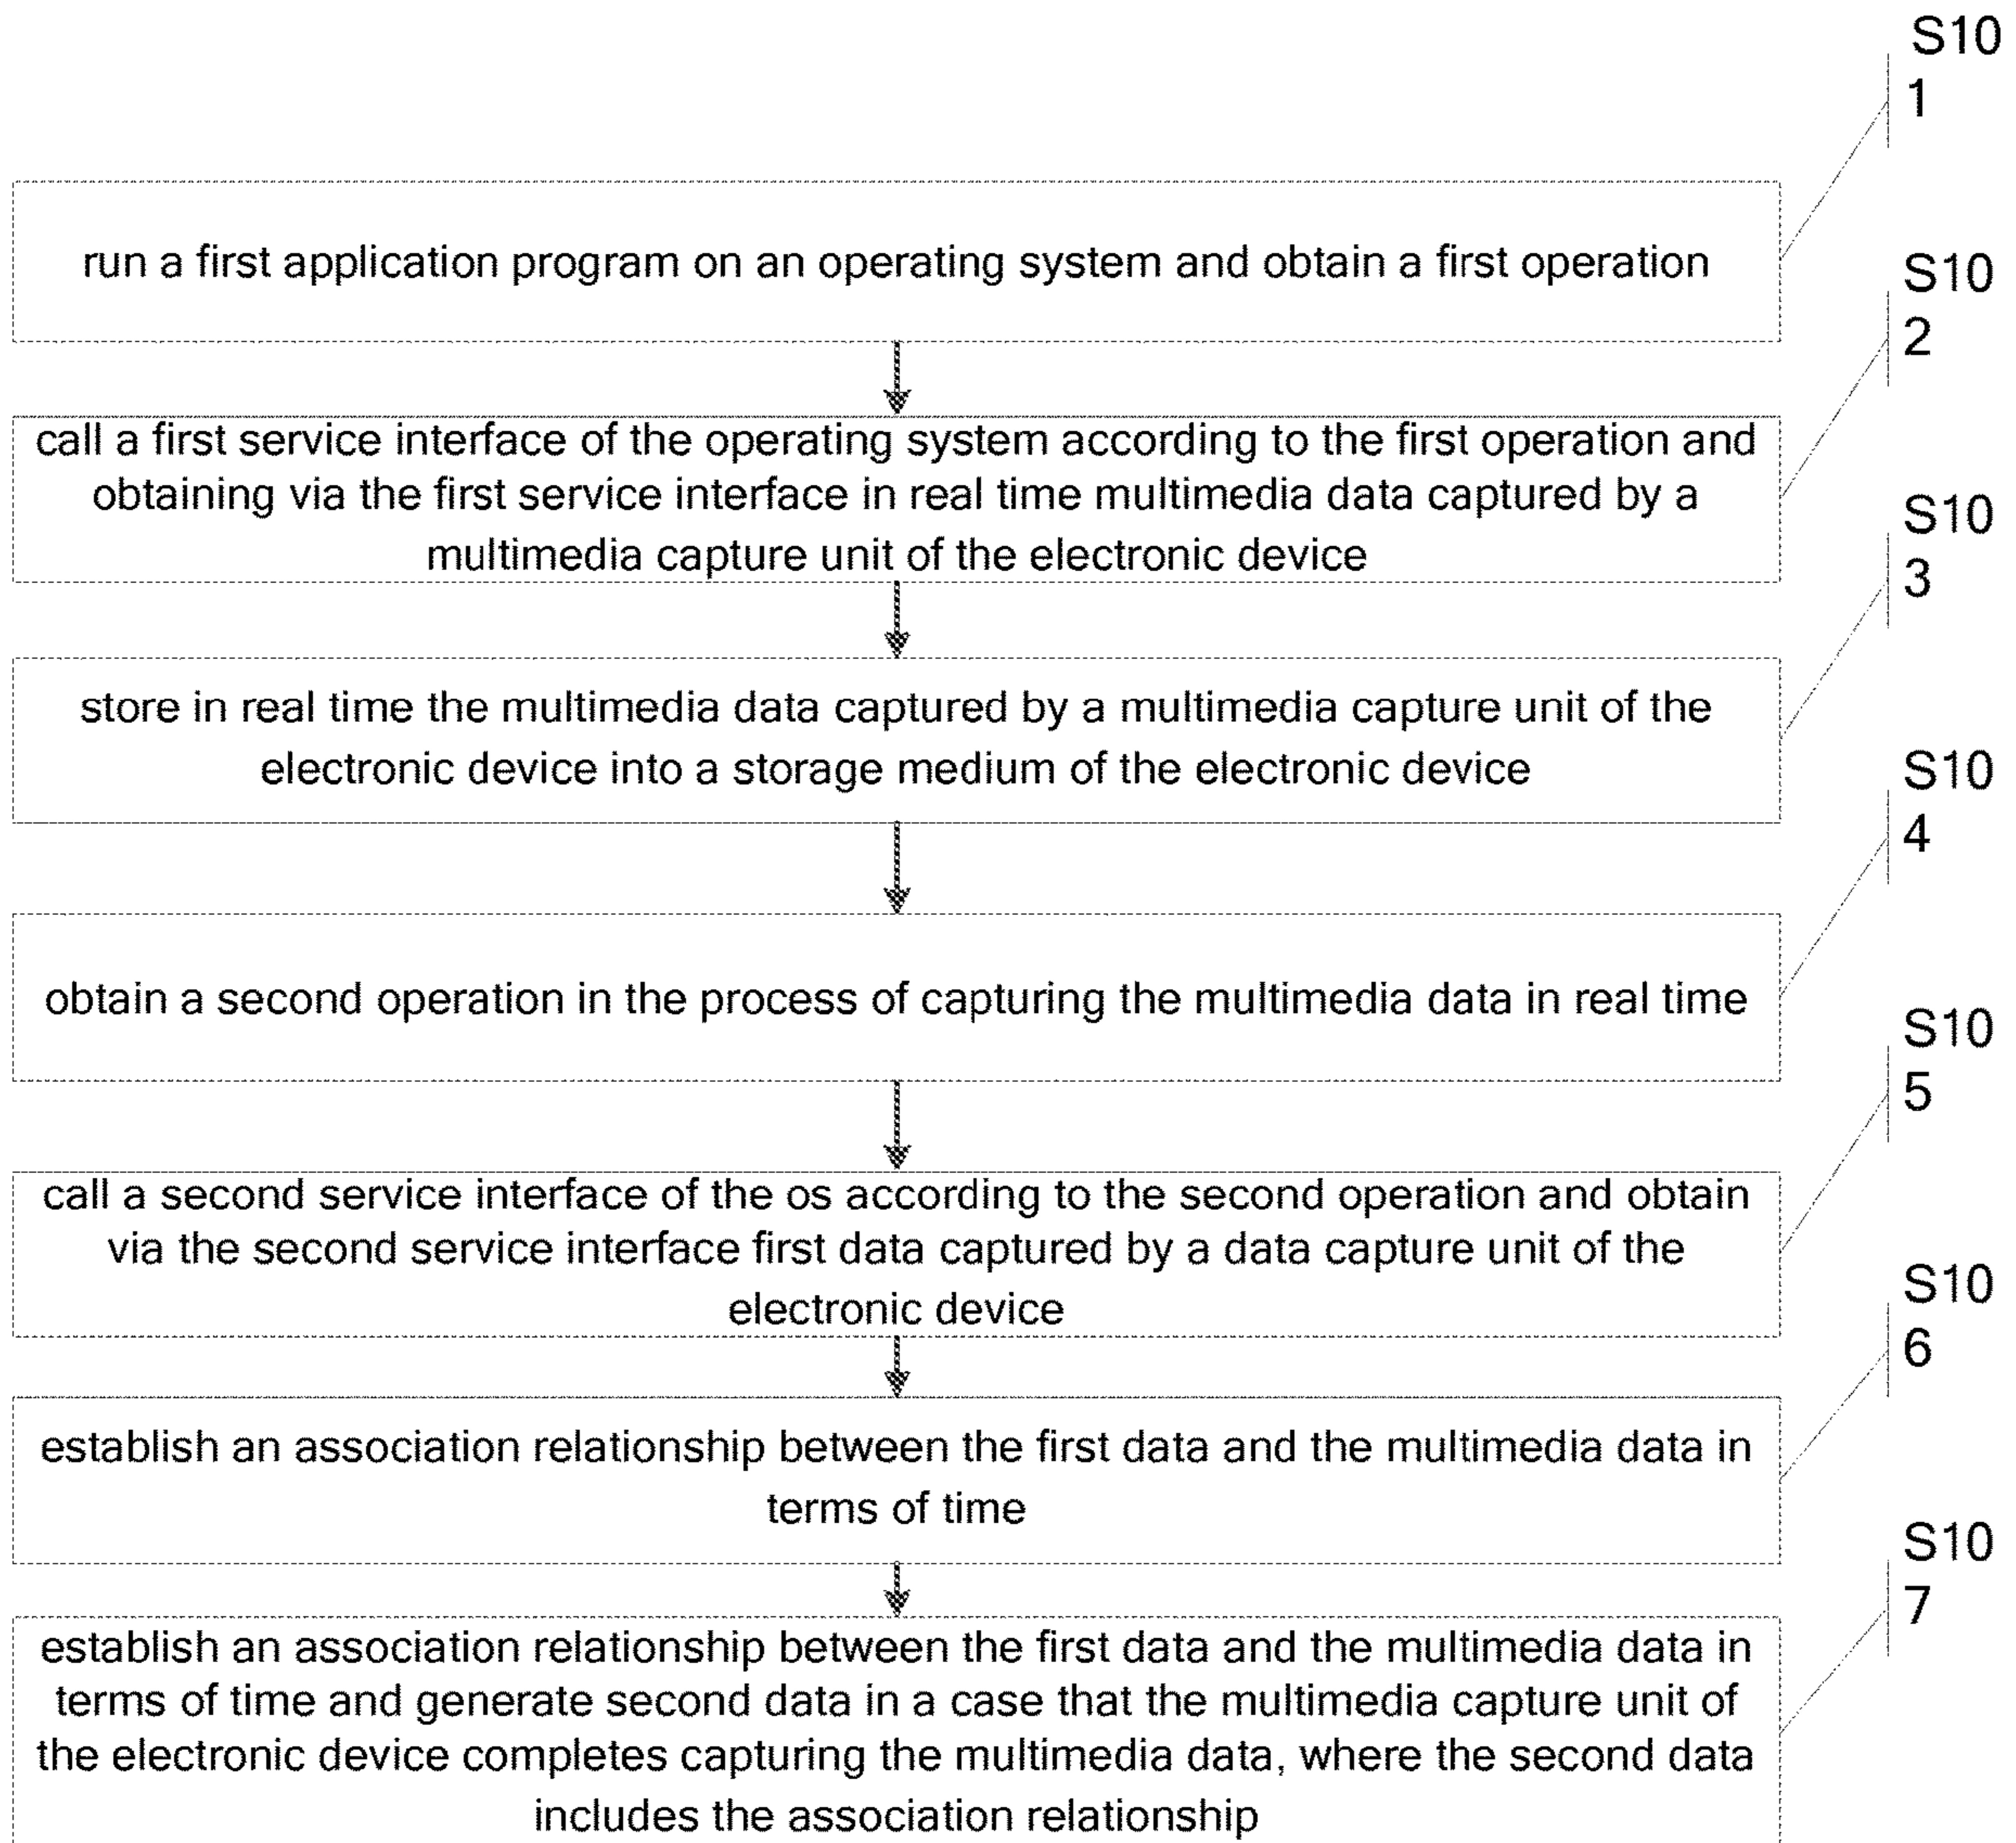 S10
1
run a first application program on an operating system and obtain a first operation
S10
2
call a first service interface of the operating system according to the first operation and
obtaining via the first service interface in real time multimedia data captured by a
multimedia capture unit of the electronic device
S10
3
store in real time the multimedia data captured by a multimedia capture unit of the
electronic device into a storage medium of the electronic device
S10
4
obtain a second operation in the process of capturing the multimedia data in real time
S10
5
call a second service interface of the os according to the second operation and obtain
via the second service interface first data captured by a data capture unit of the
electronic device
S10
6
establish an association relationship between the first data and the multimedia data in
terms of time
S10
7
establish an association relationship between the first data and the multimedia data in
terms of time and generate second data in a case that the multimedia capture unit of
the electronic device completes capturing the multimedia data, where the second data
includes the association relationship